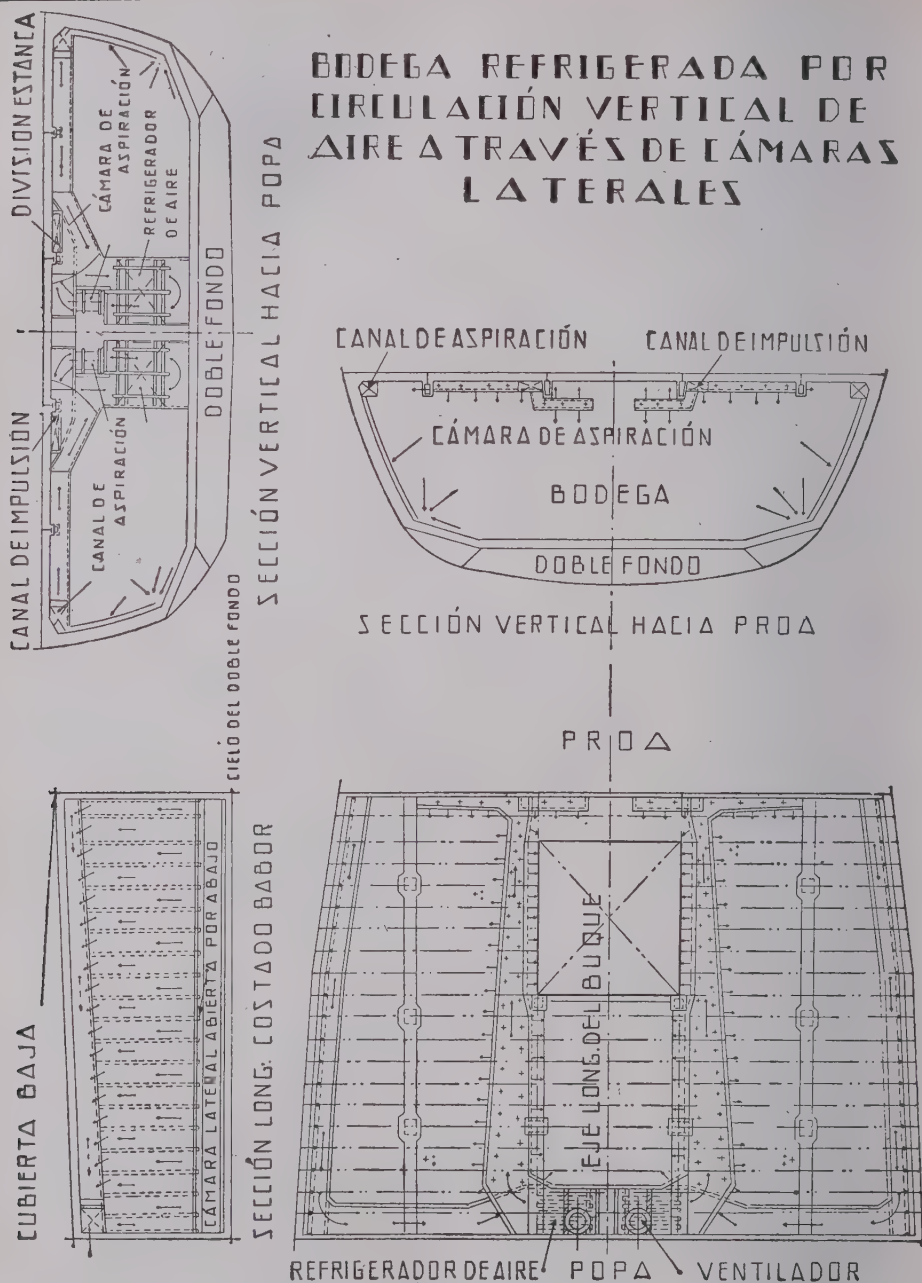 BODEGA REFRIGERADA POR
CIRCULACIÓN VERTICAL DE
AIRE A TRAVÉS DE CÁMARAS
LATERALES
DIVISION ESTANCA
CÁMARA DE
ASPIRACIÓN
REFRIGERADOR
DE AIRE
CANAL DE IMPULSIÓN
CANAL DE
ASPIRACIÓN
DOBLE FONDO
SECCIÓN VERTICAL HACIA POPA
CANAL DE ASPIRACIÓN
CANAL DE IMPULSIÓN
CÁMARA DE ASPIRACIÓN
BODEGA
DOBLE FONDO
SECCIÓN VERTICAL HACIA PROA
CUBIERTA BAJA
CIELO DEL DOBLE FONDO
CÁMARA LATERAL ABIERTA POR ABAJO
SECCIÓN LONG: COSTADO BABOR
PROA
EJE LONG. DEL BUQUE
REFRIGERADOR DE AIRE
POPA
VENTILADOR